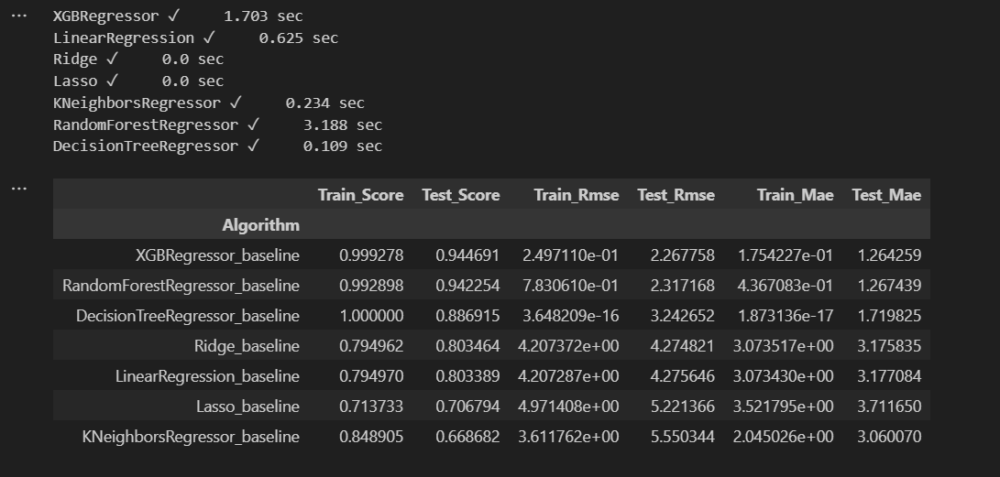 ... XGBRegressor ✓ 1.703 sec
LinearRegression ✓ 0.625 sec
Ridge ✓ 0.0 sec
Lasso ✓ 0.0 sec
KNeighborsRegressor ✓ 0.234 sec
RandomForestRegressor ✓ 3.188 sec
DecisionTreeRegressor ✓ 0.109 sec
... Train_Score Test_Score Train_Rmse Test_Rmse Train_Mae Test_Mae
Algorithm
XGBRegressor_baseline 0.999278 0.944691 2.497110e-01 2.267758 1.754227e-01 1.264259
RandomForestRegressor_baseline 0.992898 0.942254 7.830610e-01 2.317168 4.367083e-01 1.267439
DecisionTreeRegressor_baseline 1.000000 0.886915 3.648209e-16 3.242652 1.873136e-17 1.719825
Ridge_baseline 0.794962 0.803464 4.207372e+00 4.274821 3.073517e+00 3.175835
LinearRegression_baseline 0.794970 0.803389 4.207287e+00 4.275646 3.073430e+00 3.177084
Lasso_baseline 0.713733 0.706794 4.971408e+00 5.221366 3.521795e+00 3.711650
KNeighborsRegressor_baseline 0.848905 0.668682 3.611762e+00 5.550344 2.045026e+00 3.060070